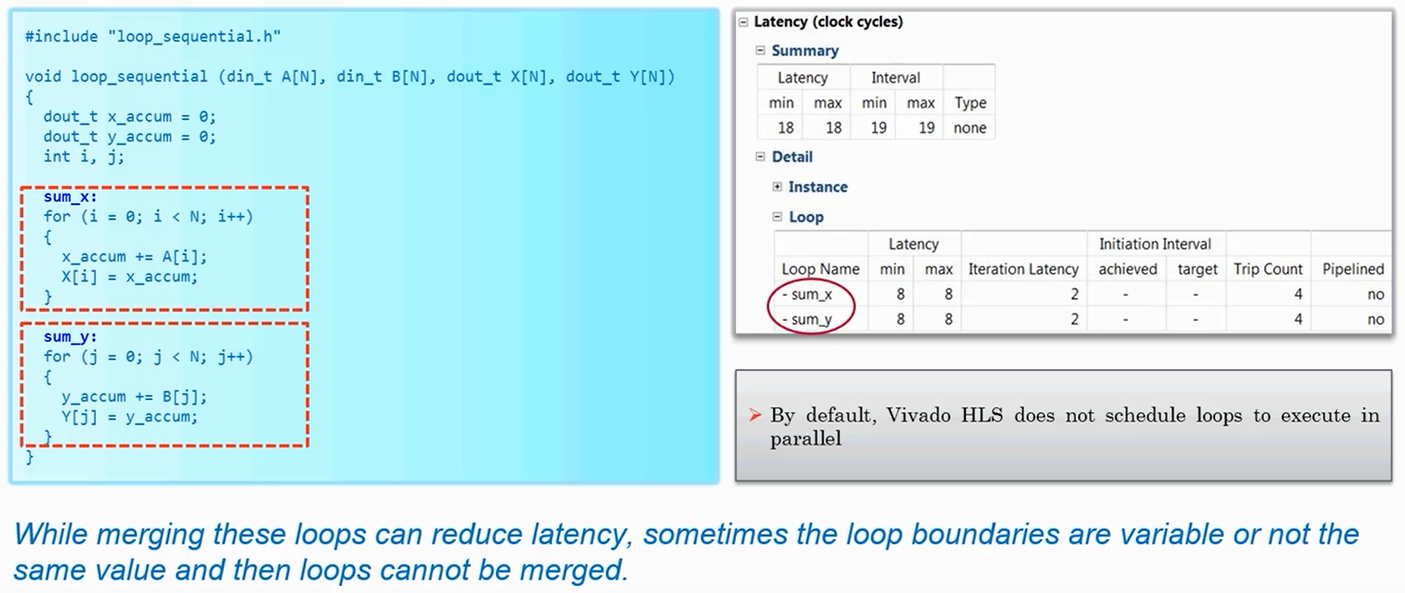 #include "loop_sequential.h"
void loop_sequential (din_t A[N], din_t B[N], dout_t X[N], dout_t Y[N])
{
dout_t x_accum = 0;
dout_t y_accum = 0;
int i, j;
sum_x:
for (i = 0; i < N; i++)
{
x_accum += A[i];
X[i] = x_accum;
}
sum_y:
for (j = 0; j < N; j++)
{
y_accum += B[j];
Y[j] = y_accum;
}
}
Latency (clock cycles)
Summary
Latency Interval
min max min max Type
18 18 19 19 none
Detail
Instance
Loop
Latency Initiation Interval
Loop Name min max Iteration Latency achieved target Trip Count Pipelined
- sum_x 8 8 2 - - 4 no
- sum_y 8 8 2 - - 4 no
By default, Vivado HLS does not schedule loops to execute in
parallel
While merging these loops can reduce latency, sometimes the loop boundaries are variable or not the
same value and then loops cannot be merged.